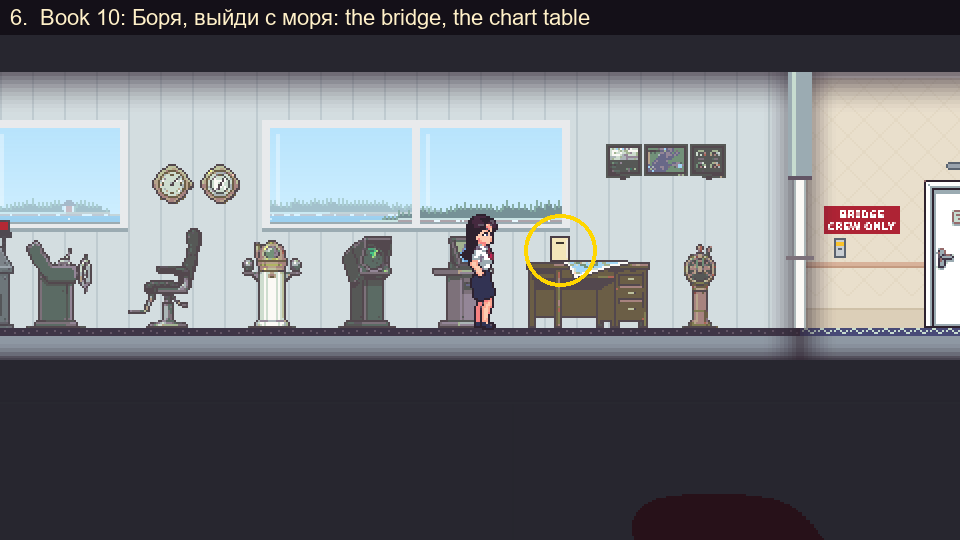 6. Book 10: Боря, выйди с моря: the bridge, the chart table
BRIDGE
CREW ONLY